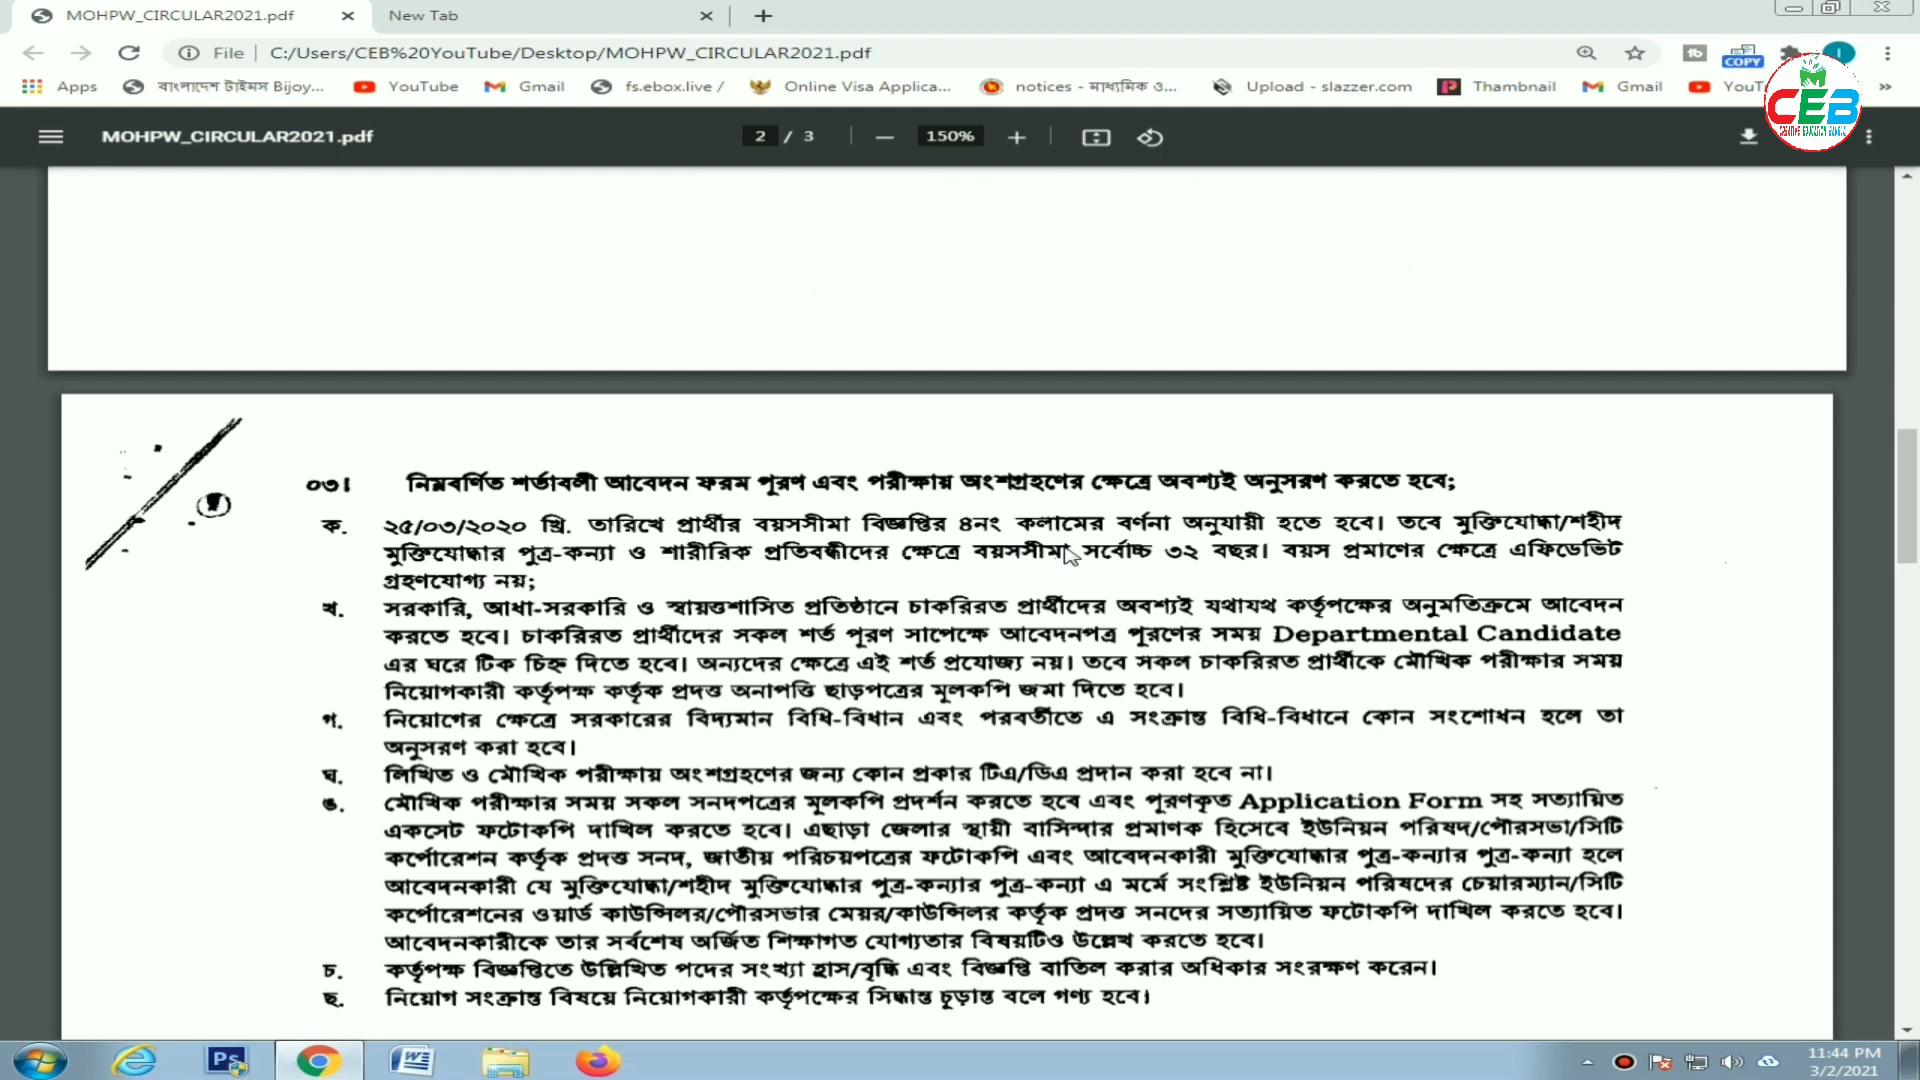 MOHPW_CIRCULAR2021.pdf
New Tab
File
C:/Users/CEB%20YouTube/Desktop/MOHPW_CIRCULAR2021.pdf
COPY
Apps
বাংলাদেশ টাইমস Bijoy...
YouTube
Gmail
fs.ebox.live /
Online Visa Applica...
notices - মাধ্যমিক ও...
Upload - slazzer.com
Thambnail
Gmail
YouT
CEB
MOHPW_CIRCULAR2021.pdf
2 / 3
150%
০৩। নিম্নবর্ণিত শর্তাবলী আবেদন ফরম পূরণ এবং পরীক্ষায় অংশগ্রহণের ক্ষেত্রে অবশ্যই অনুসরণ করতে হবে;
ক. ২৫/০৩/২০২০ খ্রি. তারিখে প্রার্থীর বয়সসীমা বিজ্ঞপ্তির ৪নং কলামের বর্ণনা অনুযায়ী হতে হবে। তবে মুক্তিযোদ্ধা/শহীদ
মুক্তিযোদ্ধার পুত্র-কন্যা ও শারীরিক প্রতিবন্ধীদের ক্ষেত্রে বয়সসীমা সর্বোচ্চ ৩২ বছর। বয়স প্রমাণের ক্ষেত্রে এফিডেভিট
গ্রহণযোগ্য নয়;
খ. সরকারি, আধা-সরকারি ও স্বায়ত্তশাসিত প্রতিষ্ঠানে চাকরিরত প্রার্থীদের অবশ্যই যথাযথ কর্তৃপক্ষের অনুমতিক্রমে আবেদন
করতে হবে। চাকরিরত প্রার্থীদের সকল শর্ত পূরণ সাপেক্ষে আবেদনপত্র পূরণের সময় Departmental Candidate
এর ঘরে টিক চিহ্ন দিতে হবে। অন্যদের ক্ষেত্রে এই শর্ত প্রযোজ্য নয়। তবে সকল চাকরিরত প্রার্থীকে মৌখিক পরীক্ষার সময়
নিয়োগকারী কর্তৃপক্ষ কর্তৃক প্রদত্ত অনাপত্তি ছাড়পত্রের মূলকপি জমা দিতে হবে।
গ. নিয়োগের ক্ষেত্রে সরকারের বিদ্যমান বিধি-বিধান এবং পরবর্তীতে এ সংক্রান্ত বিধি-বিধানে কোন সংশোধন হলে তা
অনুসরণ করা হবে।
ঘ. লিখিত ও মৌখিক পরীক্ষায় অংশগ্রহণের জন্য কোন প্রকার টিএ/ডিএ প্রদান করা হবে না।
ঙ. মৌখিক পরীক্ষার সময় সকল সনদপত্রের মূলকপি প্রদর্শন করতে হবে এবং পূরণকৃত Application Form সহ সত্যায়িত
একসেট ফটোকপি দাখিল করতে হবে। এছাড়া জেলার স্থায়ী বাসিন্দার প্রমাণক হিসেবে ইউনিয়ন পরিষদ/পৌরসভা/সিটি
কর্পোরেশন কর্তৃক প্রদত্ত সনদ, জাতীয় পরিচয়পত্রের ফটোকপি এবং আবেদনকারী মুক্তিযোদ্ধার পুত্র-কন্যার পুত্র-কন্যা হলে
আবেদনকারী যে মুক্তিযোদ্ধা/শহীদ মুক্তিযোদ্ধার পুত্র-কন্যার পুত্র-কন্যা এ মর্মে সংশ্লিষ্ট ইউনিয়ন পরিষদের চেয়ারম্যান/সিটি
কর্পোরেশনের ওয়ার্ড কাউন্সিলর/পৌরসভার মেয়র/কাউন্সিলর কর্তৃক প্রদত্ত সনদের সত্যায়িত ফটোকপি দাখিল করতে হবে।
আবেদনকারীকে তার সর্বশেষ অর্জিত শিক্ষাগত যোগ্যতার বিষয়টিও উল্লেখ করতে হবে।
চ. কর্তৃপক্ষ বিজ্ঞপ্তিতে উল্লিখিত পদের সংখ্যা হ্রাস/বৃদ্ধি এবং বিজ্ঞপ্তি বাতিল করার অধিকার সংরক্ষণ করেন।
ছ. নিয়োগ সংক্রান্ত বিষয়ে নিয়োগকারী কর্তৃপক্ষের সিদ্ধান্ত চূড়ান্ত বলে গণ্য হবে।
Ps
11:44 PM
3/2/2021